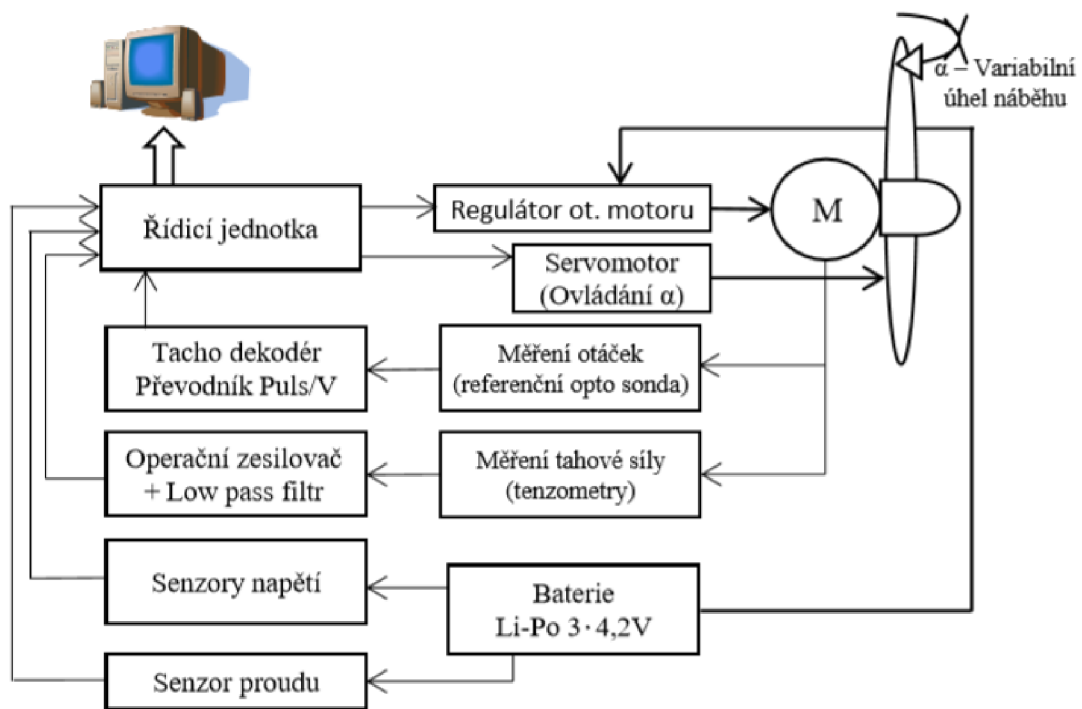 α – Variabilní
úhel náběhu
Řídicí jednotka
Regulátor ot. motoru
M
Servomotor
(Ovládání α)
Tacho dekodér
Převodník Puls/V
Měření otáček
(referenční opto sonda)
Operační zesilovač
+ Low pass filtr
Měření tahové síly
(tenzometry)
Senzory napětí
Baterie
Li-Po 3·4,2V
Senzor proudu